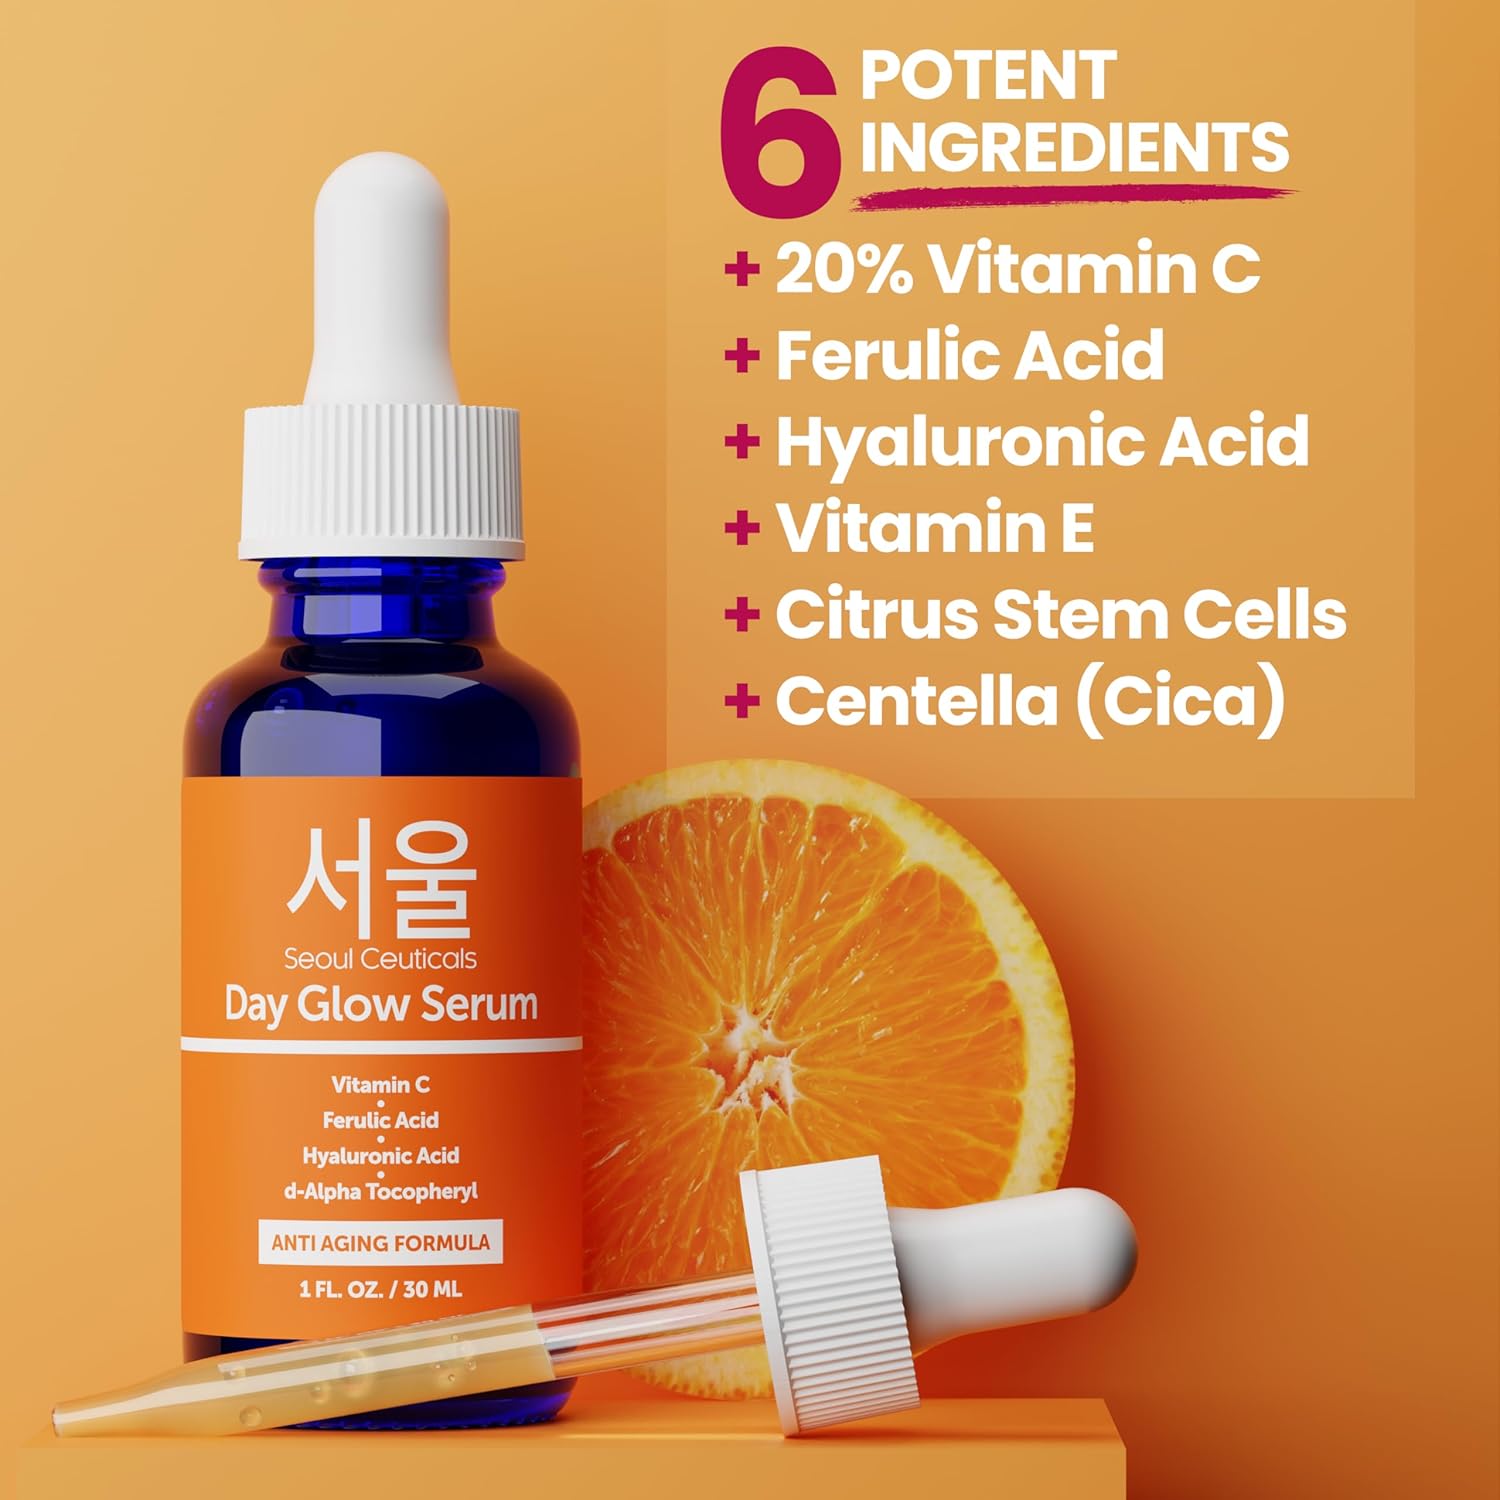 6 POTENT
INGREDIENTS
+ 20% Vitamin C
+ Ferulic Acid
+ Hyaluronic Acid
+ Vitamin E
+ Citrus Stem Cells
+ Centella (Cica)
서울
Seoul Ceuticals
Day Glow Serum
Vitamin C
•
Ferulic Acid
•
Hyaluronic Acid
•
d-Alpha Tocopheryl
ANTI AGING FORMULA
1 FL. OZ. / 30 ML